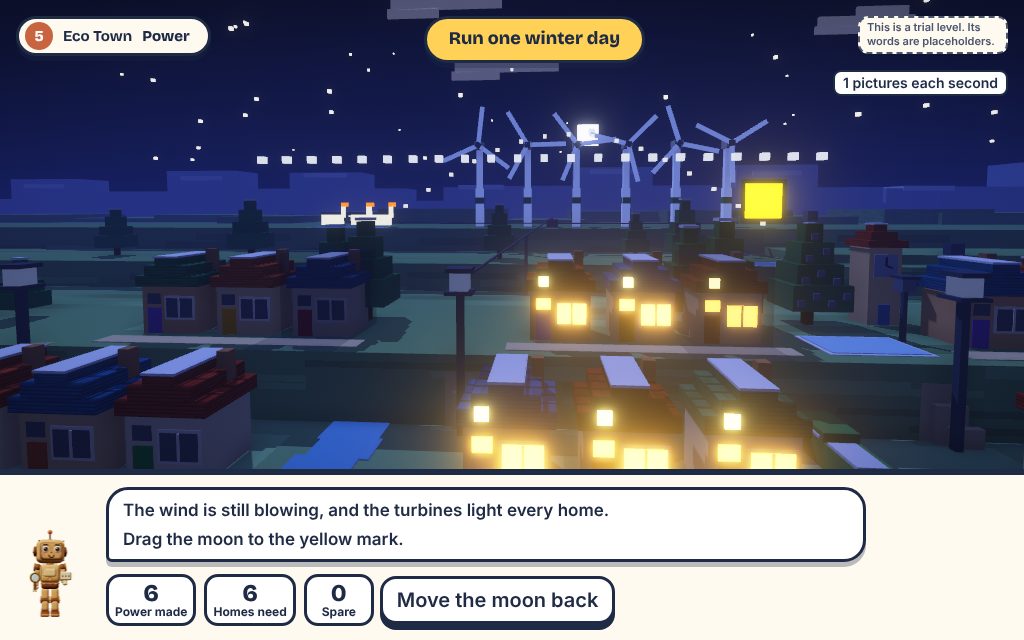 5 Eco Town Power
Run one winter day
This is a trial level. Its
words are placeholders.
1 pictures each second
The wind is still blowing, and the turbines light every home.
Drag the moon to the yellow mark.
6
Power made
6
Homes need
0
Spare
Move the moon back